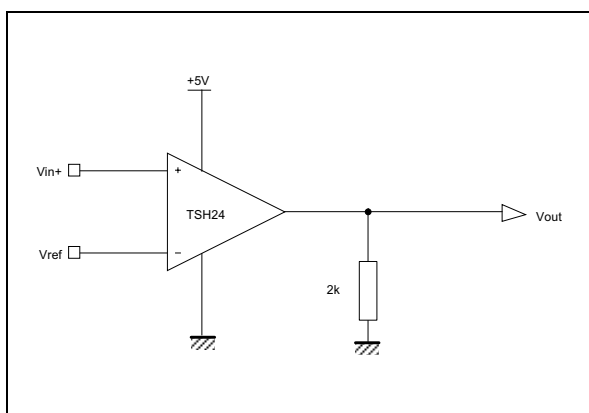 +5V
Vin+
+
TSH24
Vout
Vref
−
2k